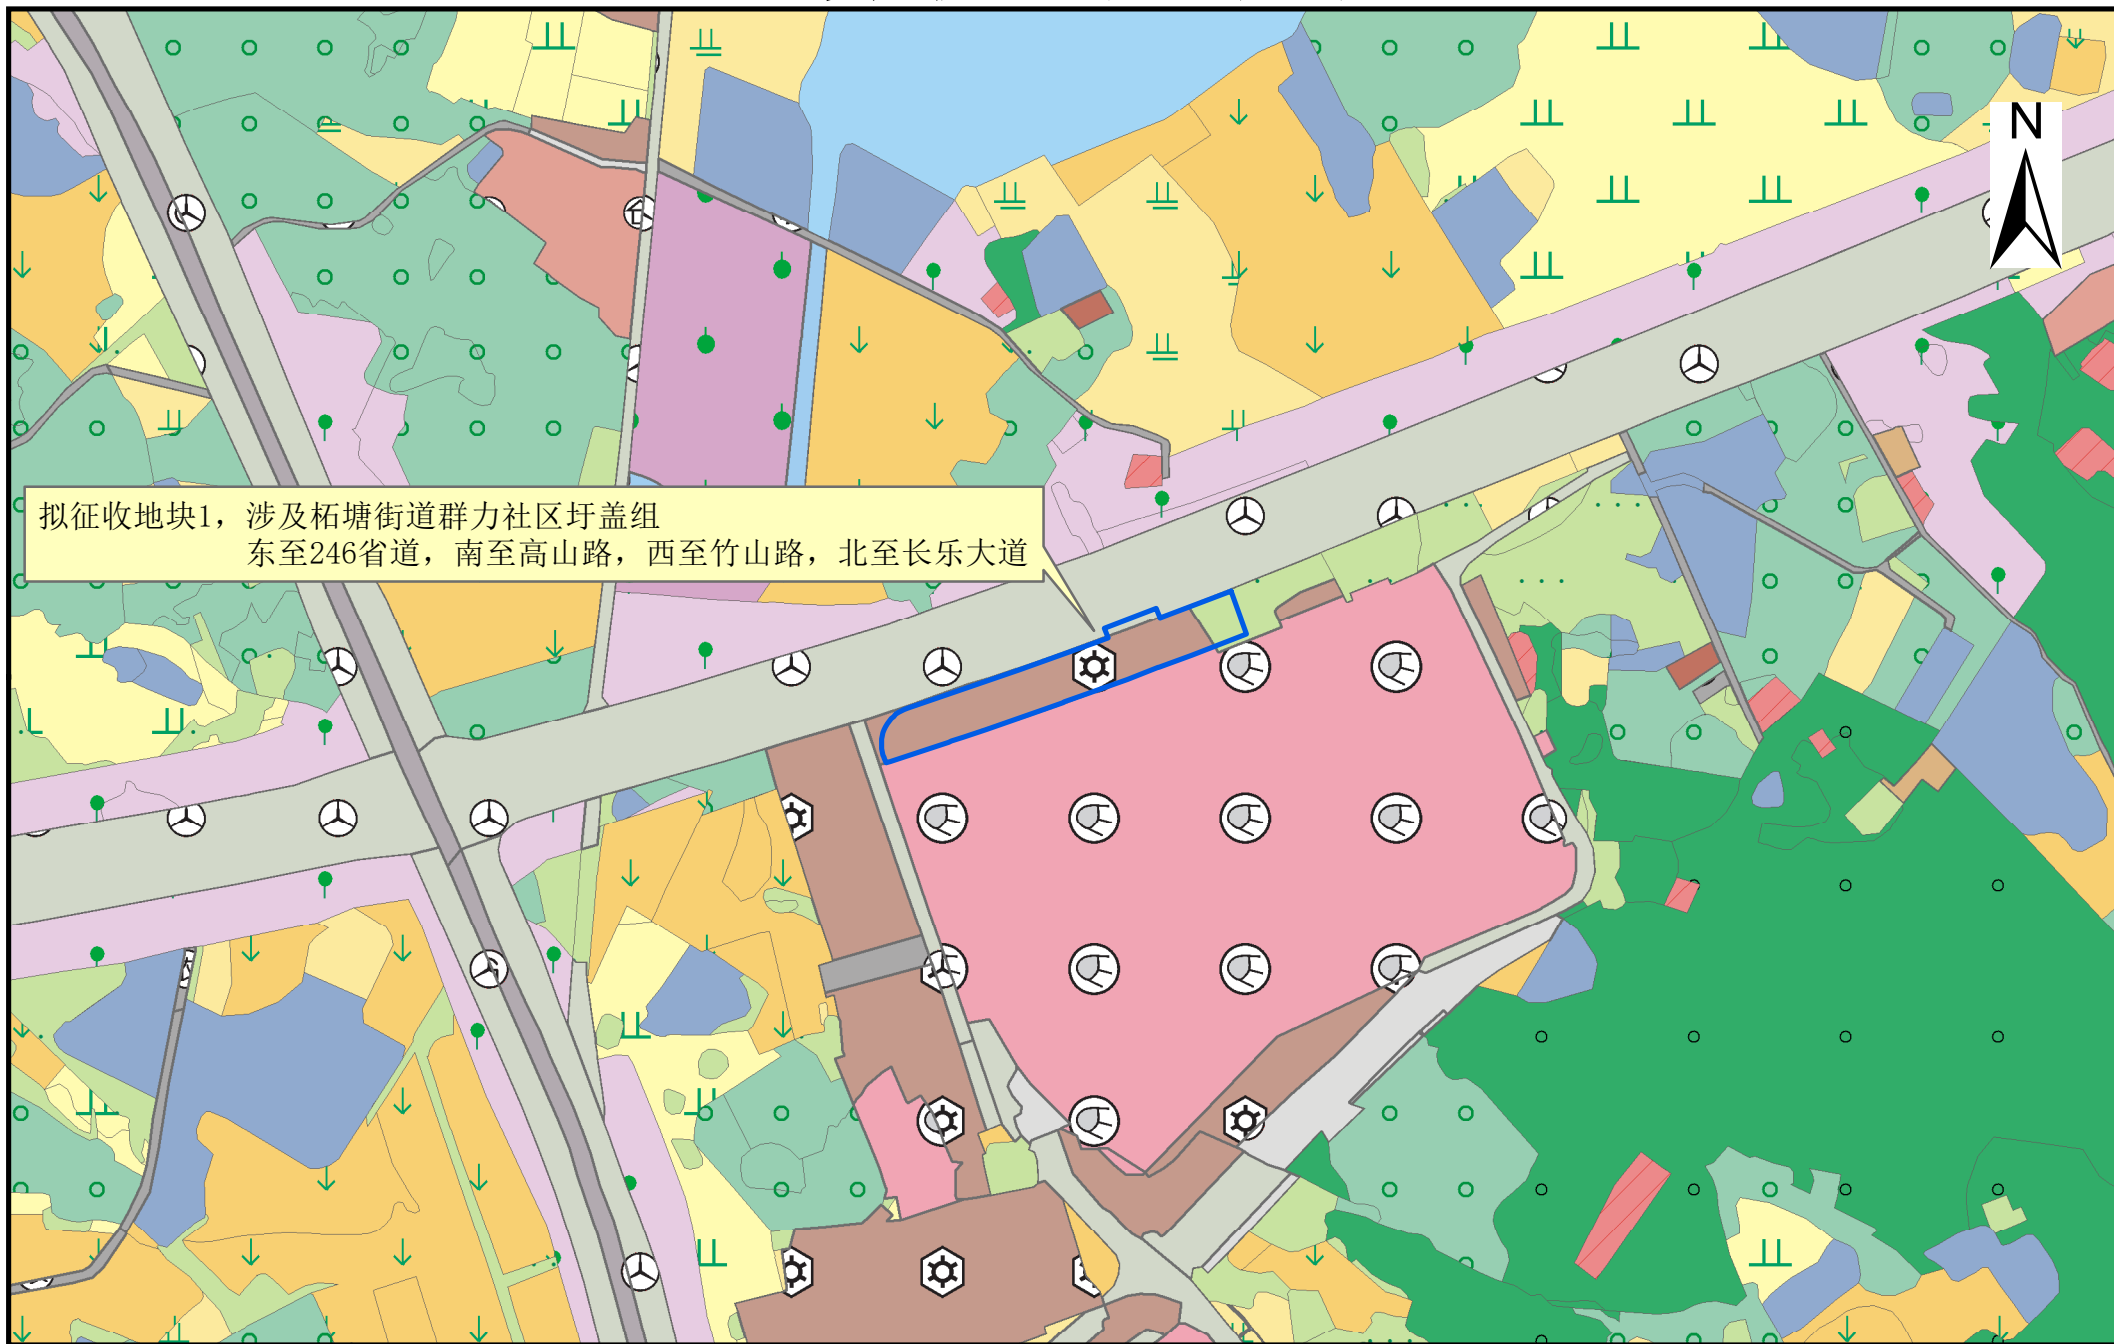 N
拟征收地块1，涉及柘塘街道群力社区圩盖组
东至246省道，南至高山路，西至竹山路，北至长乐大道